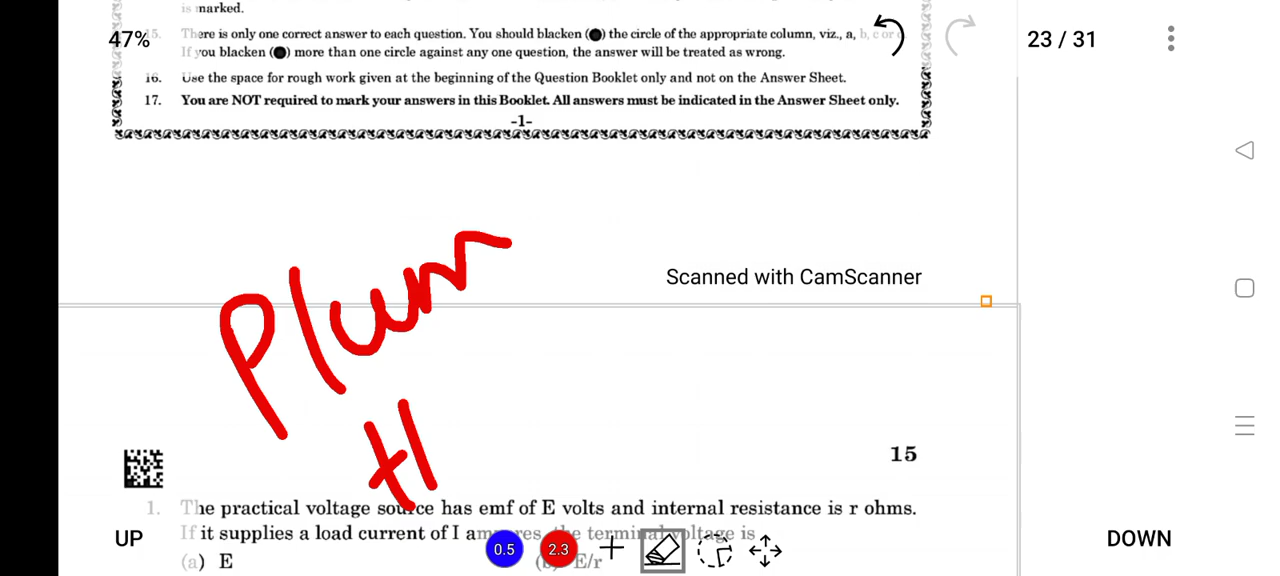 is marked.
47%
15. There is only one correct answer to each question. You should blacken (●) the circle of the appropriate column, viz., a, b, c or
If you blacken (●) more than one circle against any one question, the answer will be treated as wrong.
23 / 31
16. Use the space for rough work given at the beginning of the Question Booklet only and not on the Answer Sheet.
17. You are NOT required to mark your answers in this Booklet. All answers must be indicated in the Answer Sheet only.
-1-
Plum
Scanned with CamScanner
H
15
1. The practical voltage source has emf of E volts and internal resistance is r ohms.
If it supplies a load current of I amperes, the terminal voltage is
UP
DOWN
0.5
2.3
(a) E
(b) E/r